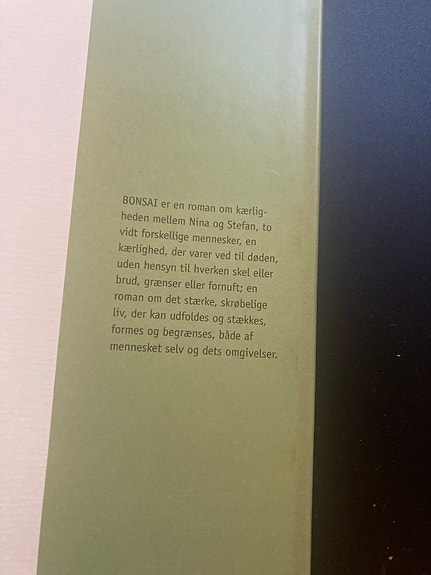 BONSAI er en roman om kærlig-
heden mellem Nina og Stefan, to
vidt forskellige mennesker, en
kærlighed, der varer ved til døden,
uden hensyn til hverken skel eller
brud, grænser eller fornuft; en
roman om det stærke, skrøbelige
liv, der kan udfoldes og stækkes,
formes og begrænses, både af
mennesket selv og dets omgivelser.